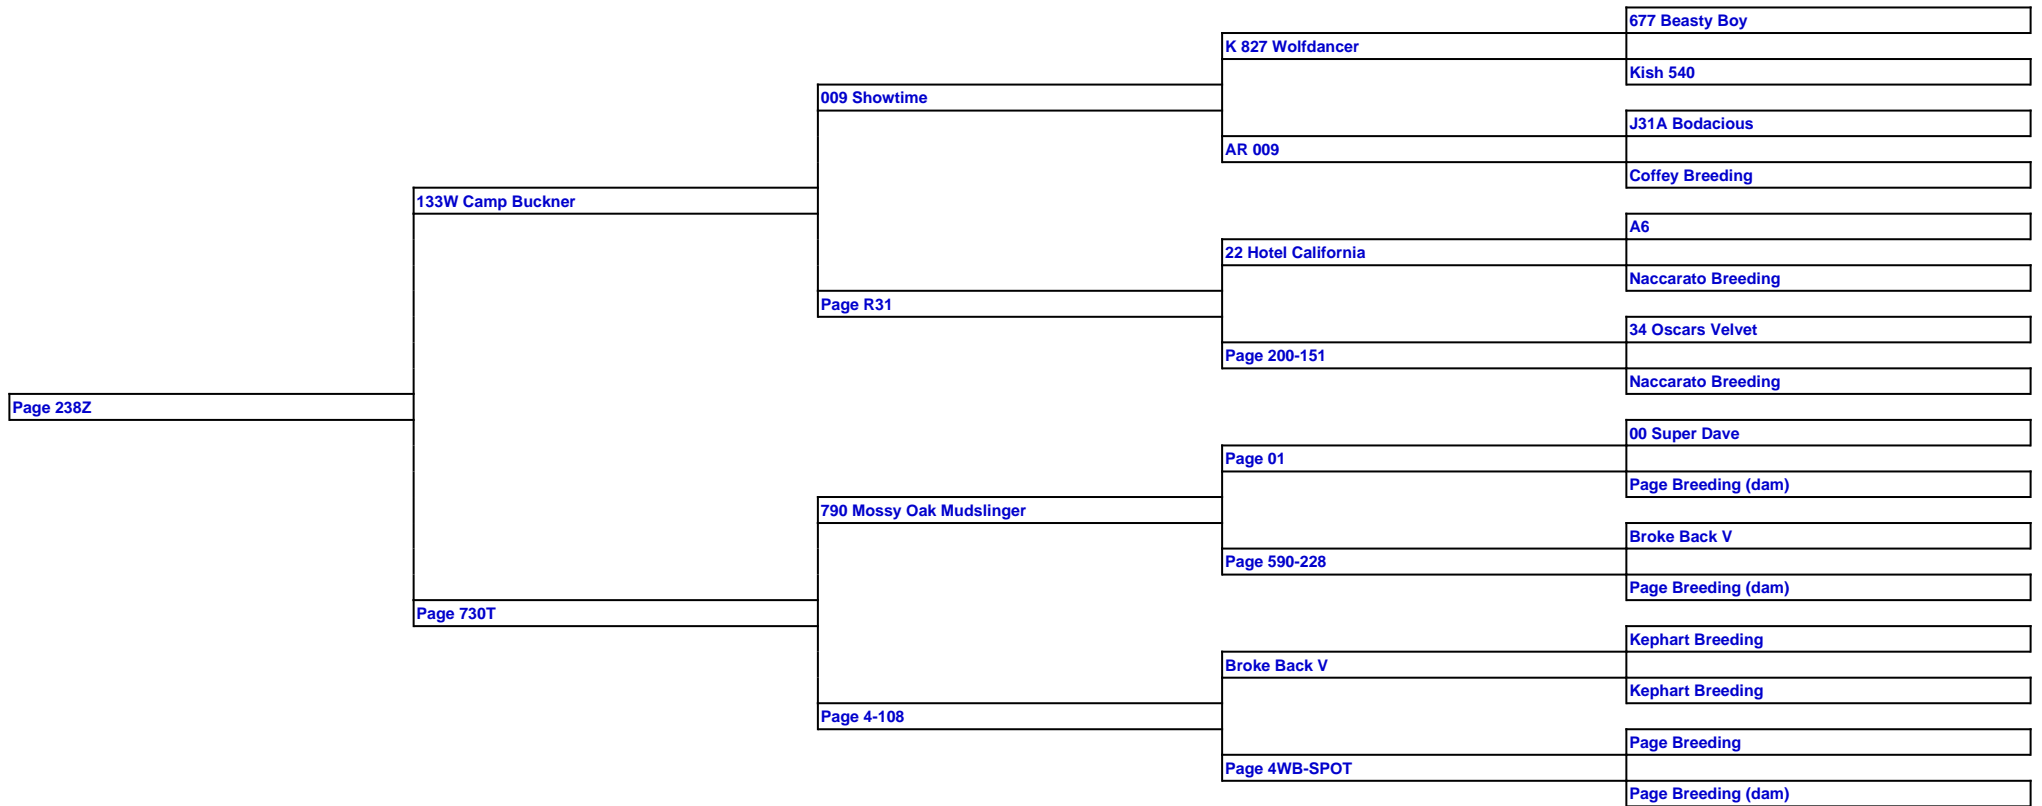 677 Beasty Boy
K 827 Wolfdancer
Kish 540
009 Showtime
J31A Bodacious
AR 009
Coffey Breeding
133W Camp Buckner
A6
22 Hotel California
Naccarato Breeding
Page R31
34 Oscars Velvet
Page 200-151
Naccarato Breeding
Page 238Z
00 Super Dave
Page 01
Page Breeding (dam)
790 Mossy Oak Mudslinger
Broke Back V
Page 590-228
Page Breeding (dam)
Page 730T
Kephart Breeding
Broke Back V
Kephart Breeding
Page 4-108
Page Breeding
Page 4WB-SPOT
Page Breeding (dam)